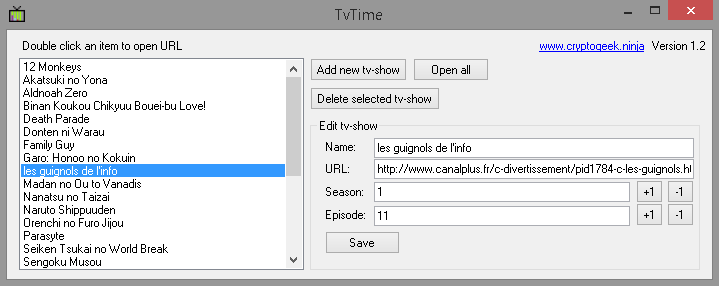 TvTime
Double click an item to open URL
www.cryptogeek.ninja Version 1.2
12 Monkeys
Akatsuki no Yona
Aldnoah Zero
Binan Koukou Chikyuu Bouei-bu Love!
Death Parade
Donten ni Warau
Family Guy
Garo: Honoo no Kokuin
les guignols de l'info
Madan no Ou to Vanadis
Nanatsu no Taizai
Naruto Shippuuden
Orenchi no Furo Jijou
Parasyte
Seiken Tsukai no World Break
Sengoku Musou
Add new tv-show
Open all
Delete selected tv-show
Edit tv-show
Name: les guignols de l'info
URL: http://www.canalplus.fr/c-divertissement/pid1784-c-les-guignols.ht
Season: 1 +1 -1
Episode: 11 +1 -1
Save